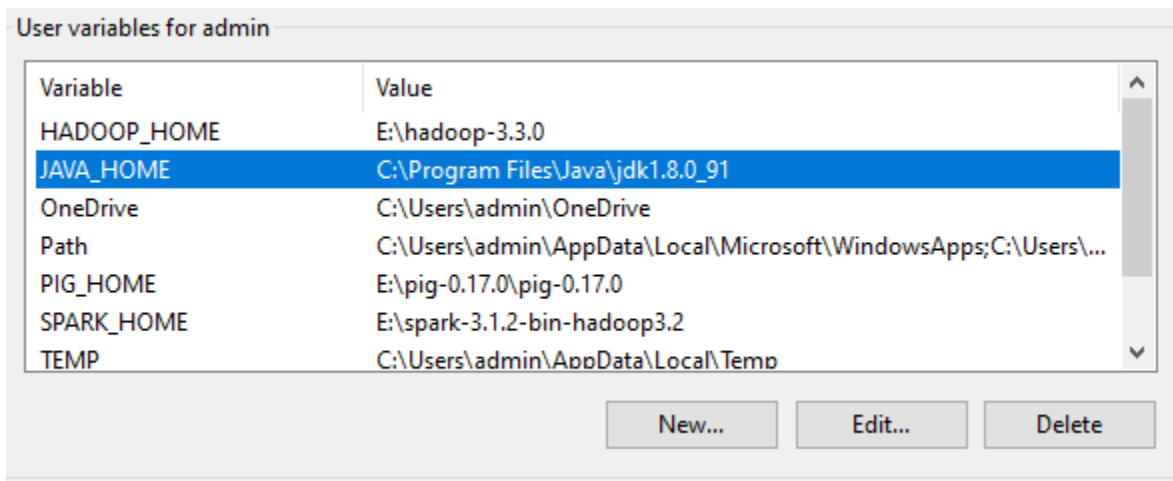 User variables for admin
Variable Value
HADOOP_HOME E:\hadoop-3.3.0
JAVA_HOME C:\Program Files\Java\jdk1.8.0_91
OneDrive C:\Users\admin\OneDrive
Path C:\Users\admin\AppData\Local\Microsoft\WindowsApps;C:\Users\...
PIG_HOME E:\pig-0.17.0\pig-0.17.0
SPARK_HOME E:\spark-3.1.2-bin-hadoop3.2
TEMP C:\Users\admin\AppData\Local\Temp
New... Edit... Delete